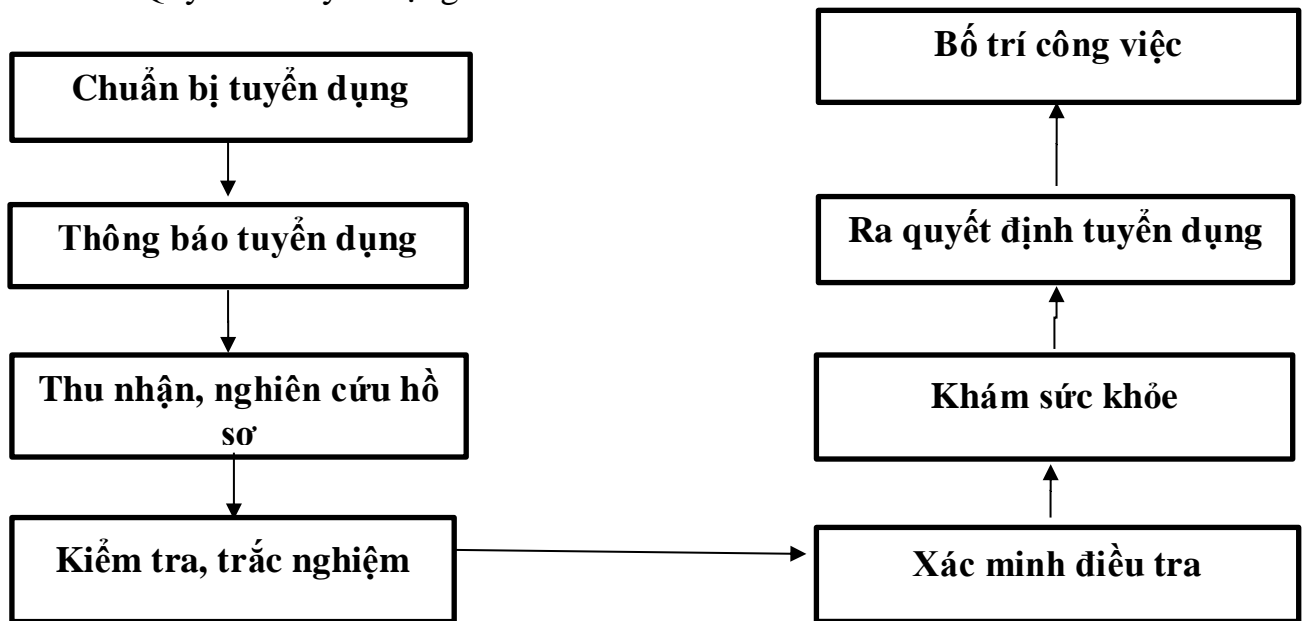 Chuẩn bị tuyển dụng
Thông báo tuyển dụng
Thu nhận, nghiên cứu hồ
sơ
Kiểm tra, trắc nghiệm
Xác minh điều tra
Khám sức khỏe
Ra quyết định tuyển dụng
Bố trí công việc